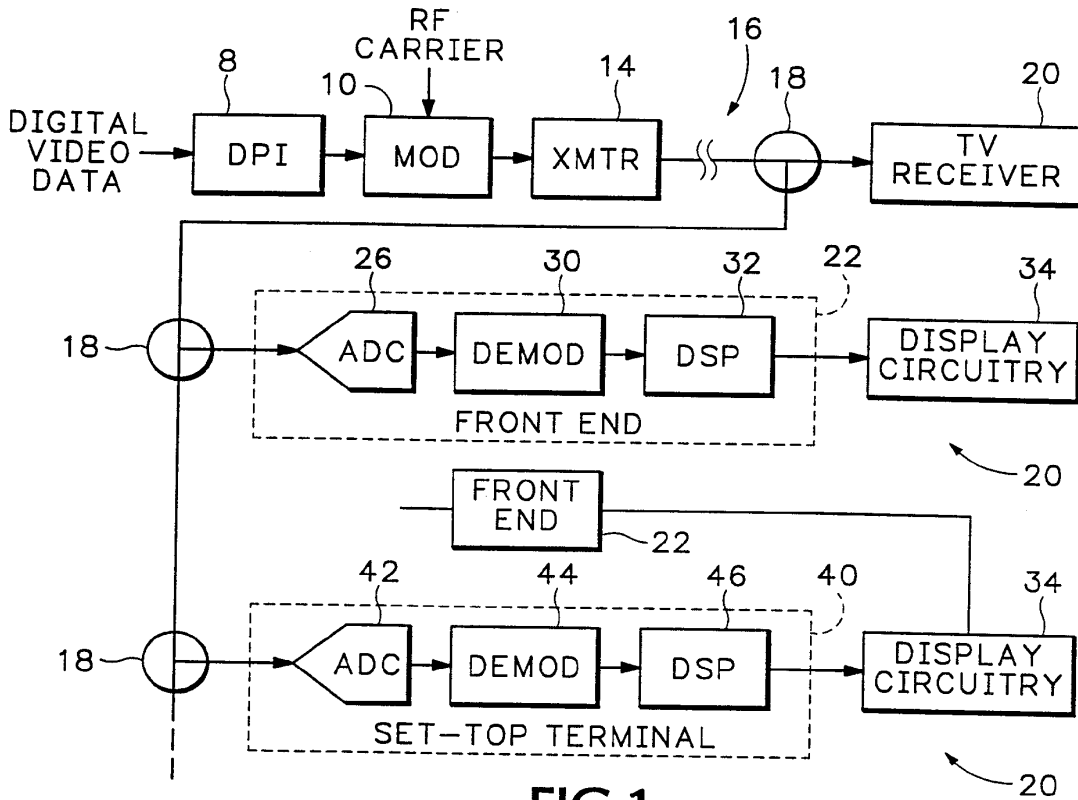 RF
CARRIER
16
8
10
14
18
20
DIGITAL
VIDEO
DATA
DPI
MOD
XMTR
TV
RECEIVER
26
30
32
22
34
18
ADC
DEMOD
DSP
DISPLAY
CIRCUITRY
FRONT END
20
FRONT
END
22
42
44
46
40
34
18
ADC
DEMOD
DSP
DISPLAY
CIRCUITRY
SET-TOP TERMINAL
20
FIG.1